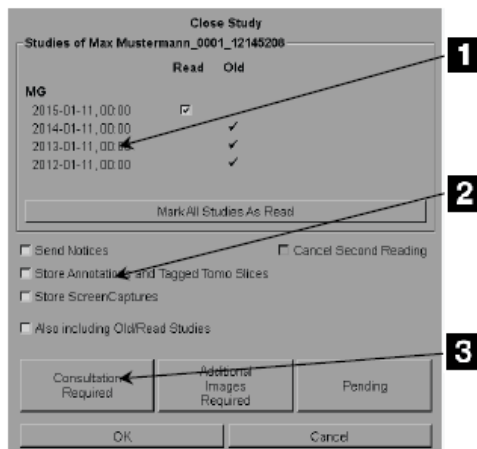 Close Study
Studies of Max Mustermann_0001_12145208
Read Old
MG
2015-01-11, 00:00
2014-01-11, 00:00
2013-01-11, 00:00
2012-01-11, 00:00
Mark All Studies As Read
Send Notices
Cancel Second Reading
Store Annotations and Tagged Tomo Slices
Store ScreenCaptures
Also including Old/Read Studies
Consultation Required
Additional Images Required
Pending
OK
Cancel
1
2
3